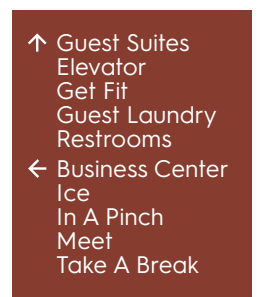 ↑ Guest Suites
Elevator
Get Fit
Guest Laundry
Restrooms
← Business Center
Ice
In A Pinch
Meet
Take A Break